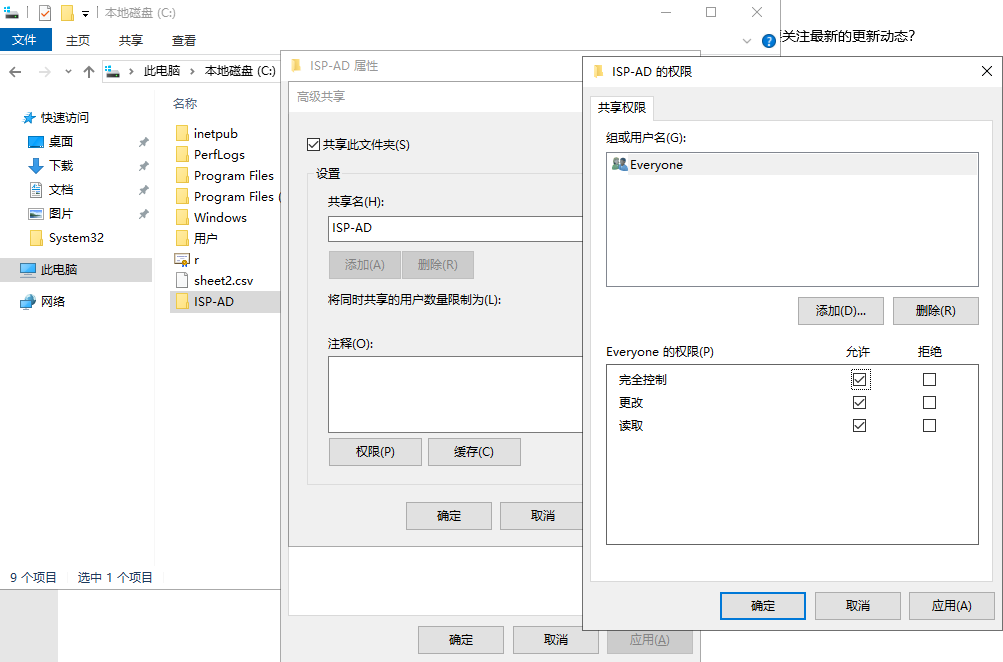 本地磁盘 (C:)
文件 主页 共享 查看
关注最新的更新动态?
此电脑 本地磁盘 (C:)
快速访问
桌面
下载
文档
图片
System32
此电脑
网络
名称
inetpub
PerfLogs
Program Files
Program Files (
Windows
用户
r
sheet2.csv
ISP-AD
9 个项目 选中 1 个项目
ISP-AD 属性
高级共享
共享此文件夹(S)
设置
共享名(H):
ISP-AD
添加(A) 删除(R)
将同时共享的用户数量限制为(L):
注释(O):
权限(P) 缓存(C)
确定 取消
确定 取消 应用(A)
ISP-AD 的权限
共享权限
组或用户名(G):
Everyone
添加(D)... 删除(R)
Everyone 的权限(P) 允许 拒绝
完全控制
更改
读取
确定 取消 应用(A)